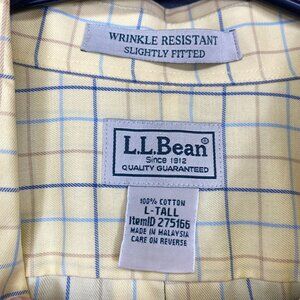 WRINKLE RESISTANT
SLIGHTLY FITTED
L.L.Bean®
Since 1912
QUALITY GUARANTEED
100% COTTON
L-TALL
ItemID 275166
MADE IN MALAYSIA
CARE ON REVERSE